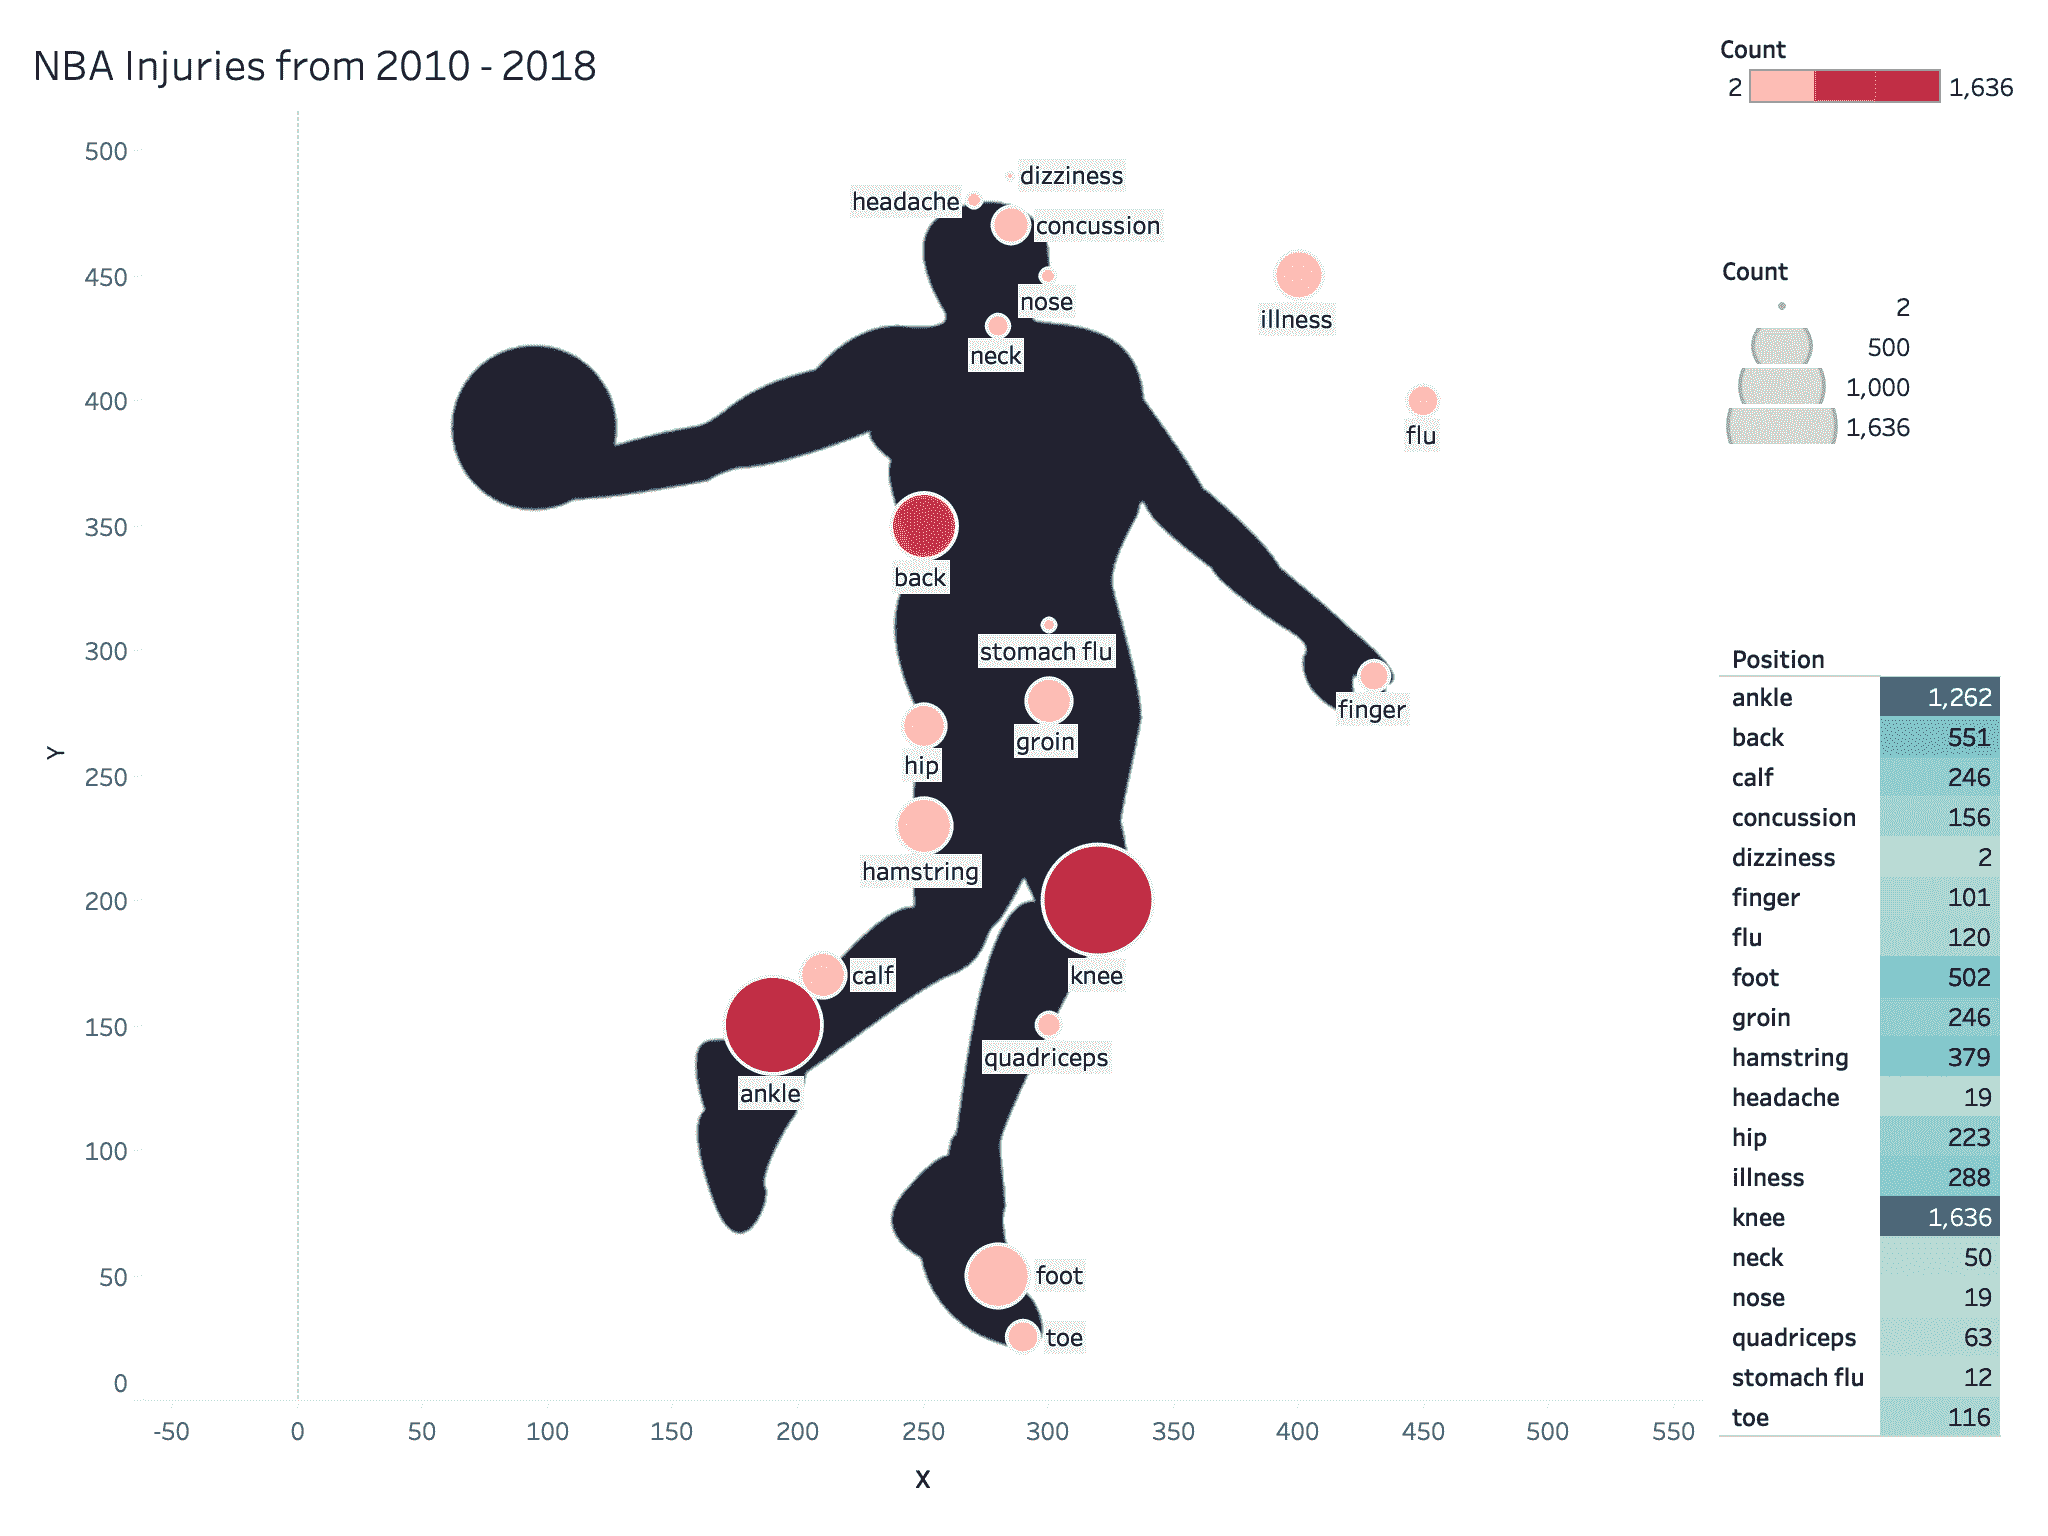 NBA Injuries from 2010 - 2018
Count
2 1,636
500
450
400
350
300
250
200
150
100
50
0
Y
-50 0 50 100 150 200 250 300 350 400 450 500 550
X
dizziness
headache
concussion
nose
neck
illness
flu
back
stomach flu
finger
groin
hip
hamstring
calf
knee
quadriceps
ankle
foot
toe
Count
2
500
1,000
1,636
Position
ankle 1,262
back 551
calf 246
concussion 156
dizziness 2
finger 101
flu 120
foot 502
groin 246
hamstring 379
headache 19
hip 223
illness 288
knee 1,636
neck 50
nose 19
quadriceps 63
stomach flu 12
toe 116